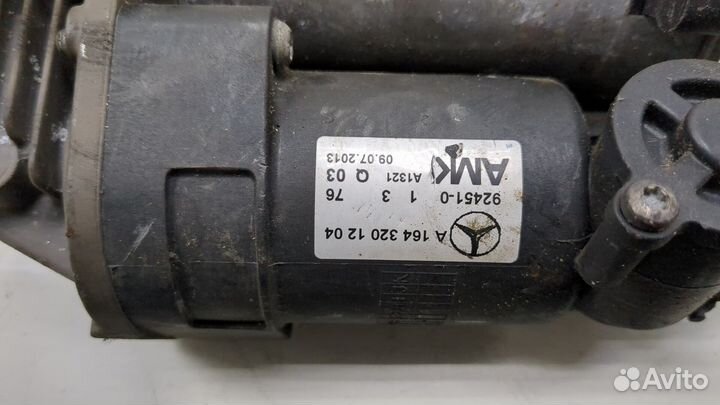 A 164 320 12 04
92451-0 1 3 76
AMK A1321 Q 03
09.07.2013
Avito